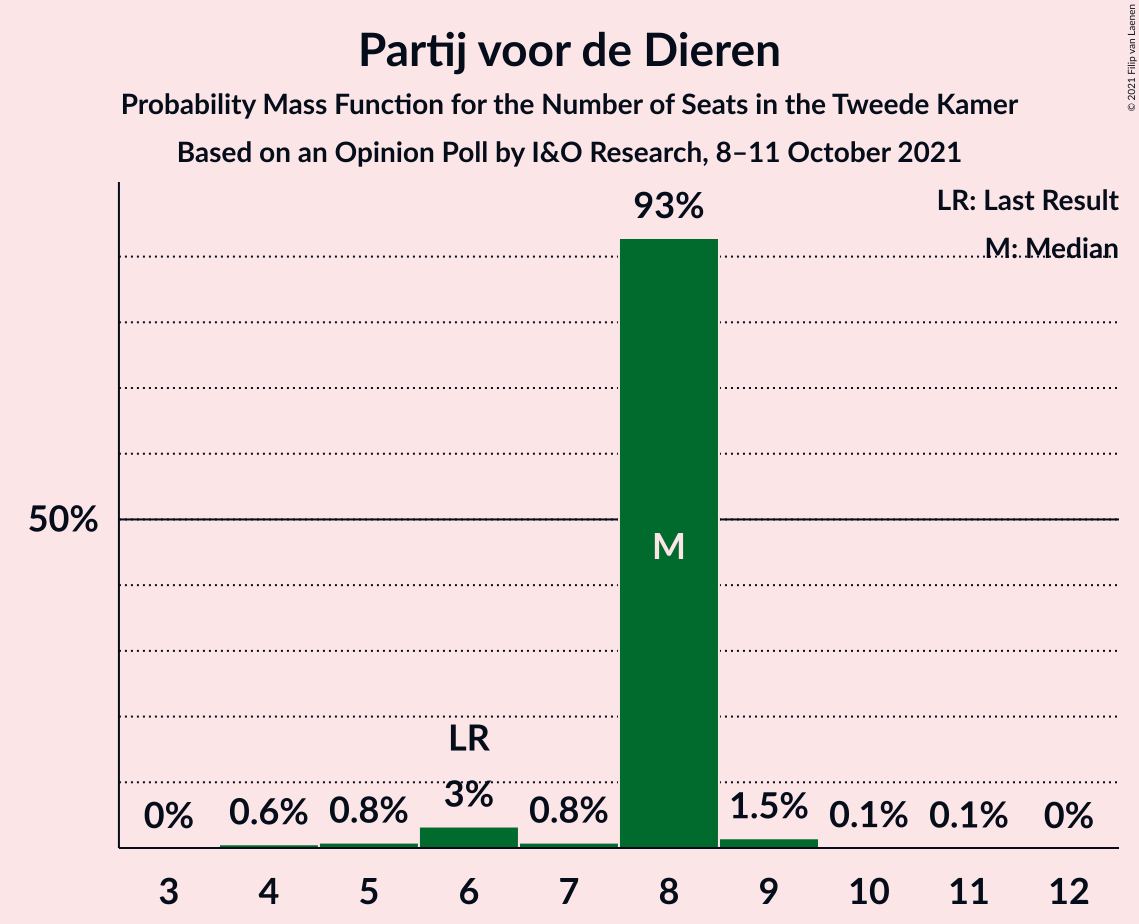 Partij voor de Dieren
Probability Mass Function for the Number of Seats in the Tweede Kamer
Based on an Opinion Poll by I&O Research, 8–11 October 2021
© 2021 Filip van Laenen
LR: Last Result
M: Median
93%
50%
M
LR
0% 0.6% 0.8% 3% 0.8% 1.5% 0.1% 0.1% 0%
3 4 5 6 7 8 9 10 11 12